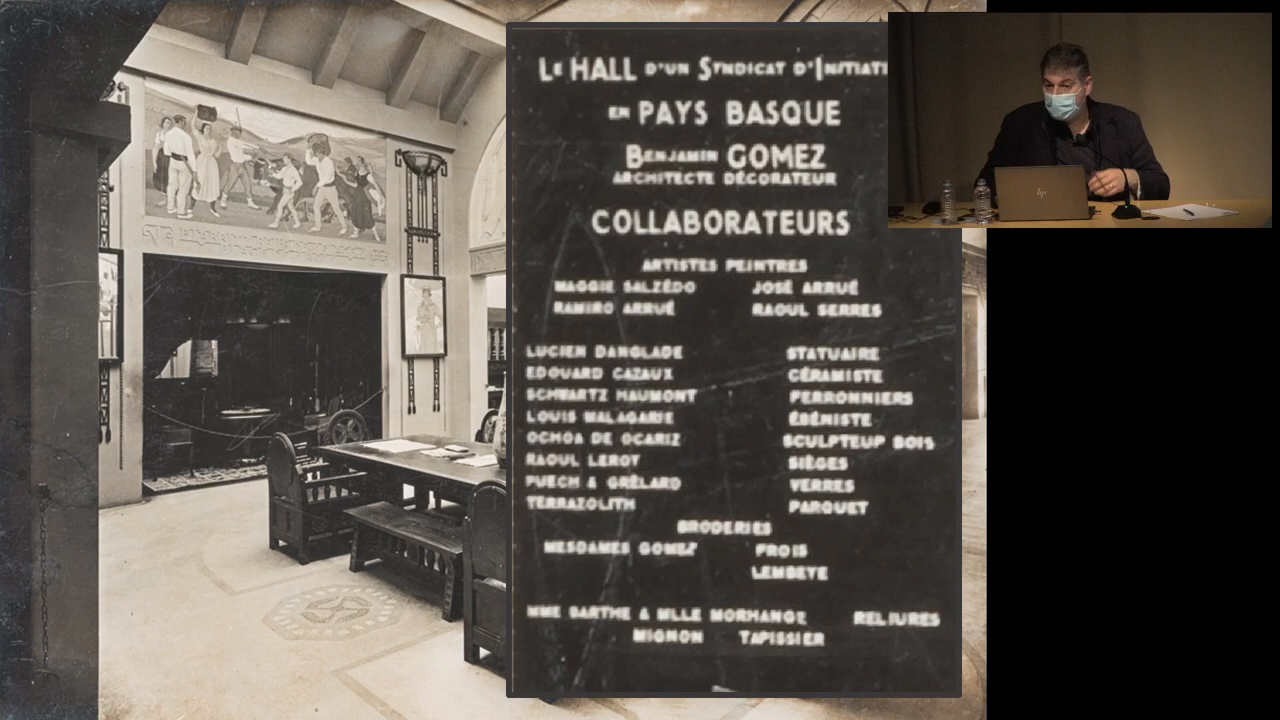 LE HALL D'UN SYNDICAT D'INITIATI
EN PAYS BASQUE
BENJAMIN GOMEZ
ARCHITECTE DÉCORATEUR
COLLABORATEURS
ARTISTES PEINTRES
MAGGIE SALZÉDO JOSÉ ARRUÉ
RAMIRO ARRUÉ RAOUL SERRES
LUCIEN DANGLADE STATUAIRE
EDOUARD CAZAUX CÉRAMISTE
SCHWARTZ HAUMONT FERRONNIERS
LOUIS MALAGARIE ÉBÉNISTE
OCHOA DE OCARIZ SCULPTEUR BOIS
RAOUL LEROY SIÈGES
PUECH & GRÉLARD VERRES
TERRAZOLITH PARQUET
BRODERIES
MESDAMES GOMEZ FROIS
LEMBEYE
MME BARTHE & MLLE MORHANGE RELIURES
MIGNON TAPISSIER
hp